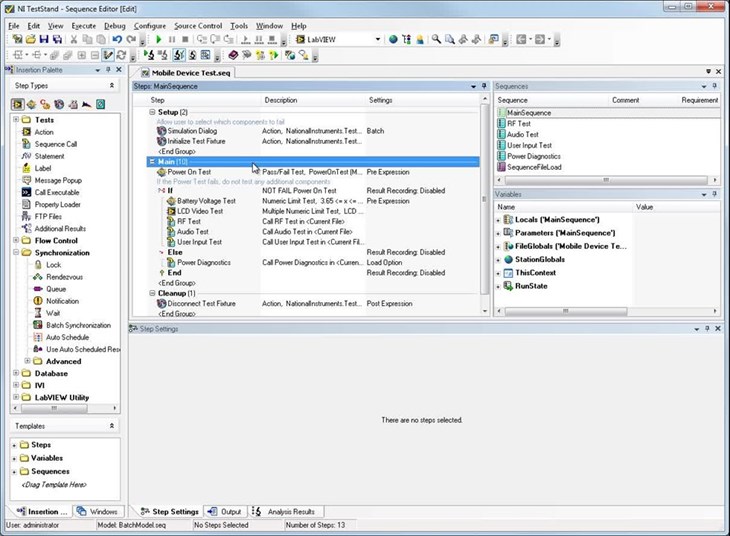 NI TestStand - Sequence Editor [Edit]
File Edit View Execute Debug Configure Source Control Tools Window Help
LabVIEW
Insertion Palette
Step Types
Tests
Action
Sequence Call
Statement
Label
Message Popup
Call Executable
Property Loader
FTP Files
Additional Results
Flow Control
Synchronization
Lock
Rendezvous
Queue
Notification
Wait
Batch Synchronization
Auto Schedule
Use Auto Scheduled Res
Advanced
Database
IVI
LabVIEW Utility
Templates
Steps
Variables
Sequences
<Drag Template Here>
Insertion ...
Windows
Mobile Device Test.seq
Steps: MainSequence
Step Description Settings
Setup (2)
Allow user to select which components to fail
Simulation Dialog Action, NationalInstruments.Test... Batch
Initialize Test Fixture Action, NationalInstruments.Test...
<End Group>
Main (10)
Power On Test Pass/Fail Test, PowerOnTest (M... Pre Expression
If the Power Test fails, do not test any additional components
If NOT FAIL Power On Test Result Recording: Disabled
Battery Voltage Test Numeric Limit Test, 3.65 <= x <... Pre Expression
LCD Video Test Multiple Numeric Limit Test, LCD ...
RF Test Call RF Test in <Current File>
Audio Test Call Audio Test in <Current File>
User Input Test Call User Input Test in <Current F...
Else Result Recording: Disabled
Power Diagnostics Call Power Diagnostics in <Curren... Load Option
End Result Recording: Disabled
<End Group>
Cleanup (1)
Disconnect Test Fixture Action, NationalInstruments.Test... Post Expression
<End Group>
Sequences
Sequence Comment Requirement
MainSequence
RF Test
Audio Test
User Input Test
Power Diagnostics
SequenceFileLoad
Variables
Name Value
Locals ('MainSequence')
Parameters ('MainSequence')
FileGlobals ('Mobile Device Te...
StationGlobals
ThisContext
RunState
Step Settings
There are no steps selected.
Step Settings Output Analysis Results
User: administrator Model: BatchModel.seq No Steps Selected Number of Steps: 13